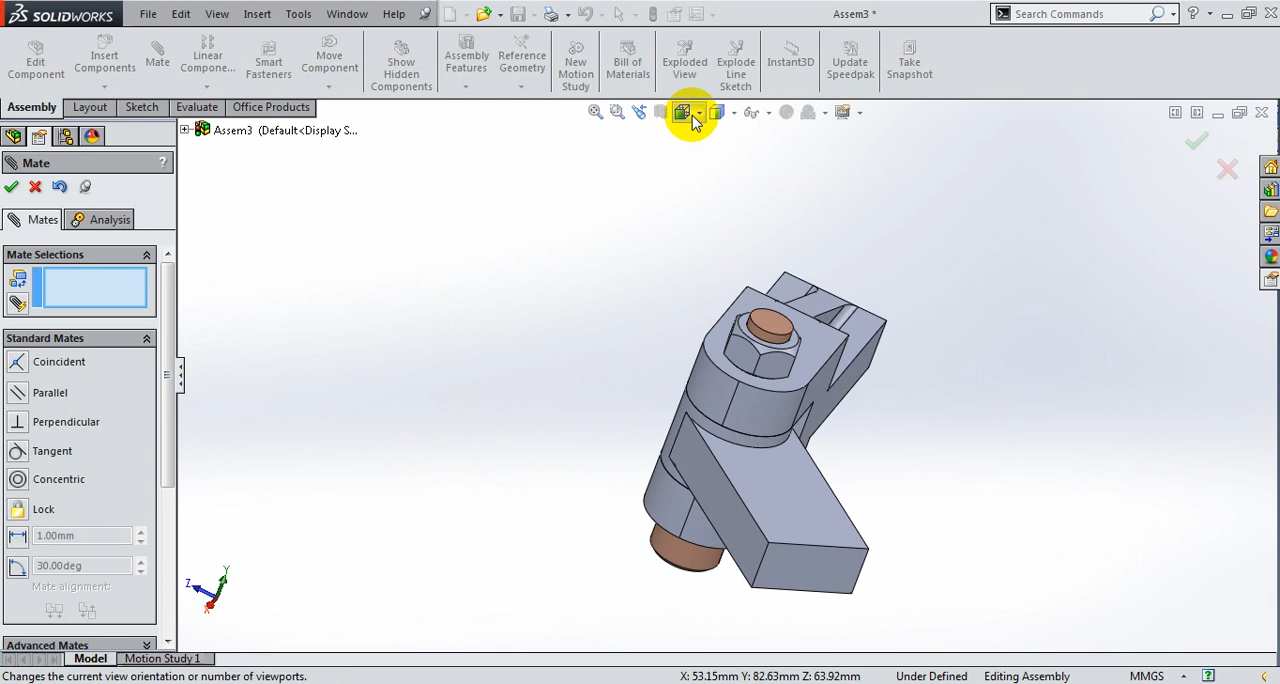 SOLIDWORKS File Edit View Insert Tools Window Help Assem3 * Search Commands
Edit Component
Insert Components
Mate
Linear Compone...
Smart Fasteners
Move Component
Show Hidden Components
Assembly Features
Reference Geometry
New Motion Study
Bill of Materials
Exploded View
Explode Line Sketch
Instant3D
Update Speedpak
Take Snapshot
Assembly Layout Sketch Evaluate Office Products
Assem3 (Default<Display S...
Mate ?
Mates Analysis
Mate Selections
Standard Mates
Coincident
Parallel
Perpendicular
Tangent
Concentric
Lock
1.00mm
30.00deg
Mate alignment:
Advanced Mates
Y
Z
X
Model Motion Study 1
Changes the current view orientation or number of viewports. X: 53.15mm Y: 82.63mm Z: 63.92mm Under Defined Editing Assembly MMGS ?